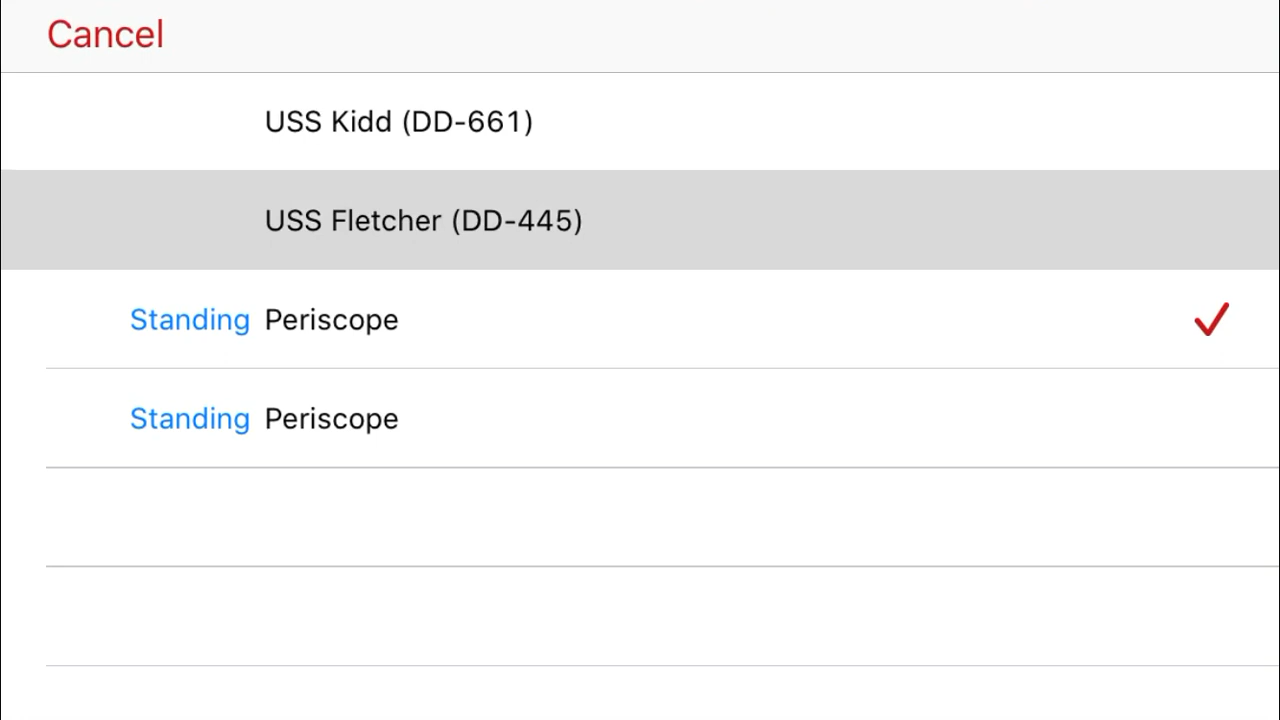 Cancel
USS Kidd (DD-661)
USS Fletcher (DD-445)
Standing Periscope
Standing Periscope